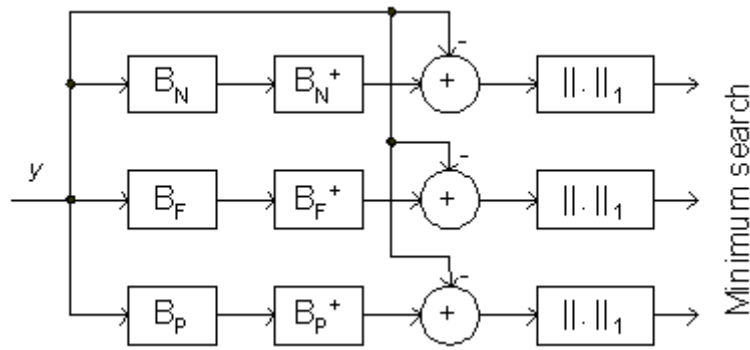 -
B_N B_N^+ + ||.||_1
y
-
B_F B_F^+ + ||.||_1
-
B_P B_P^+ + ||.||_1
Minimum search